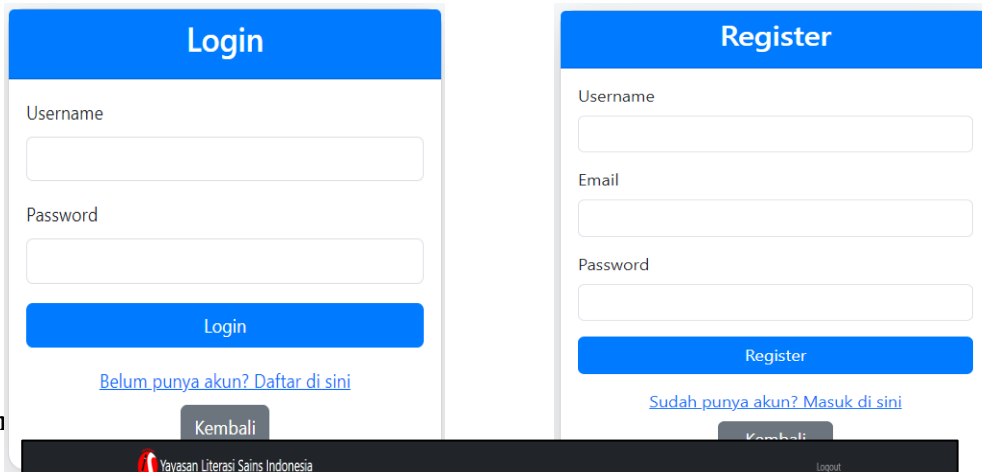 Login
Username
Password
Login
Belum punya akun? Daftar di sini
Kembali
Register
Username
Email
Password
Register
Sudah punya akun? Masuk di sini
Kembali
Yayasan Literasi Sains Indonesia
Logout